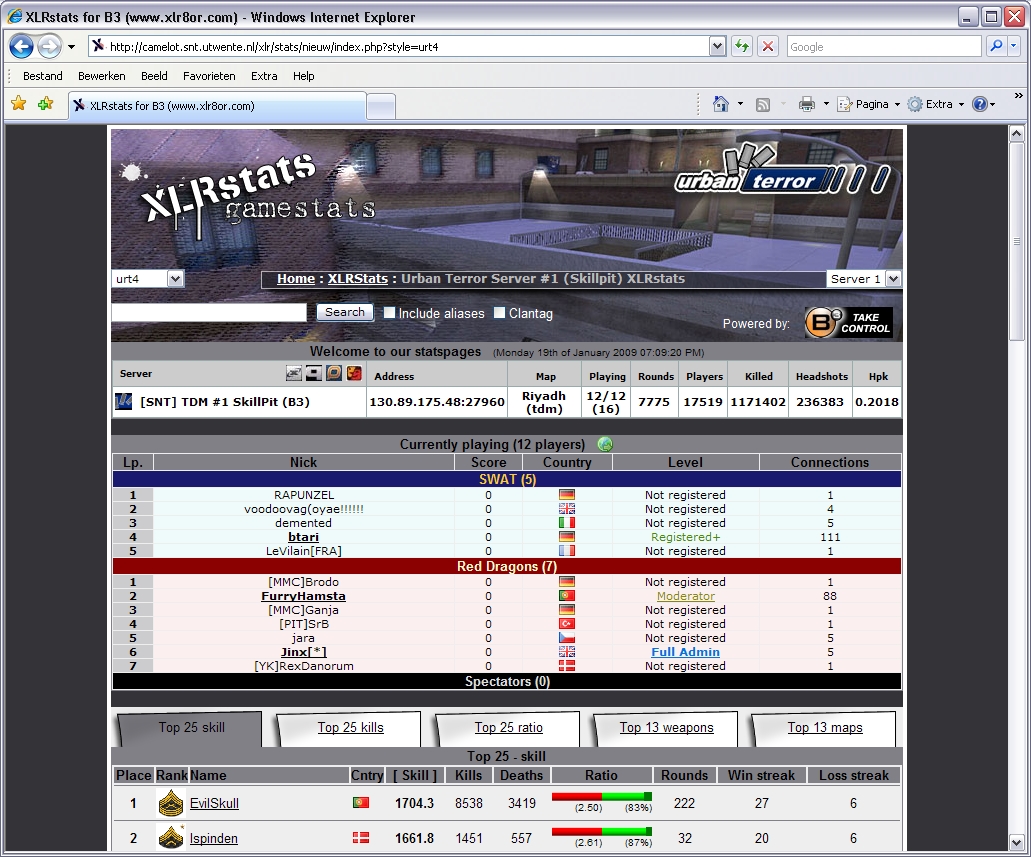 XLRstats for B3 (www.xlr8or.com) - Windows Internet Explorer
http://camelot.snt.utwente.nl/xlr/stats/nieuw/index.php?style=urt4
Google
Bestand Bewerken Beeld Favorieten Extra Help
XLRstats for B3 (www.xlr8or.com)
Pagina Extra
XLRstats
gamestats
urban terror
urt4
Home : XLRStats : Urban Terror Server #1 (Skillpit) XLRstats
Server 1
Search Include aliases Clantag
Powered by:
B3 TAKE CONTROL
Welcome to our statspages (Monday 19th of January 2009 07:09:20 PM)
Server Address Map Playing Rounds Players Killed Headshots Hpk
[SNT] TDM #1 SkillPit (B3) 130.89.175.48:27960 Riyadh (tdm) 12/12 (16) 7775 17519 1171402 236383 0.2018
Currently playing (12 players)
Lp. Nick Score Country Level Connections
SWAT (5)
1 RAPUNZEL 0 Not registered 1
2 voodoovag(oyae!!!!!! 0 Not registered 4
3 demented 0 Not registered 5
4 btari 0 Registered+ 111
5 LeVilain[FRA] 0 Not registered 1
Red Dragons (7)
1 [MMC]Brodo 0 Not registered 1
2 FurryHamsta 0 Moderator 88
3 [MMC]Ganja 0 Not registered 1
4 [PIT]SrB 0 Not registered 1
5 jara 0 Not registered 5
6 Jinx[*] 0 Full Admin 5
7 [YK]RexDanorum 0 Not registered 1
Spectators (0)
Top 25 skill Top 25 kills Top 25 ratio Top 13 weapons Top 13 maps
Top 25 - skill
Place Rank Name Cntry [ Skill ] Kills Deaths Ratio Rounds Win streak Loss streak
1 EvilSkull 1704.3 8538 3419 (2.50) (83%) 222 27 6
2 Ispinden 1661.8 1451 557 (2.61) (87%) 32 20 6